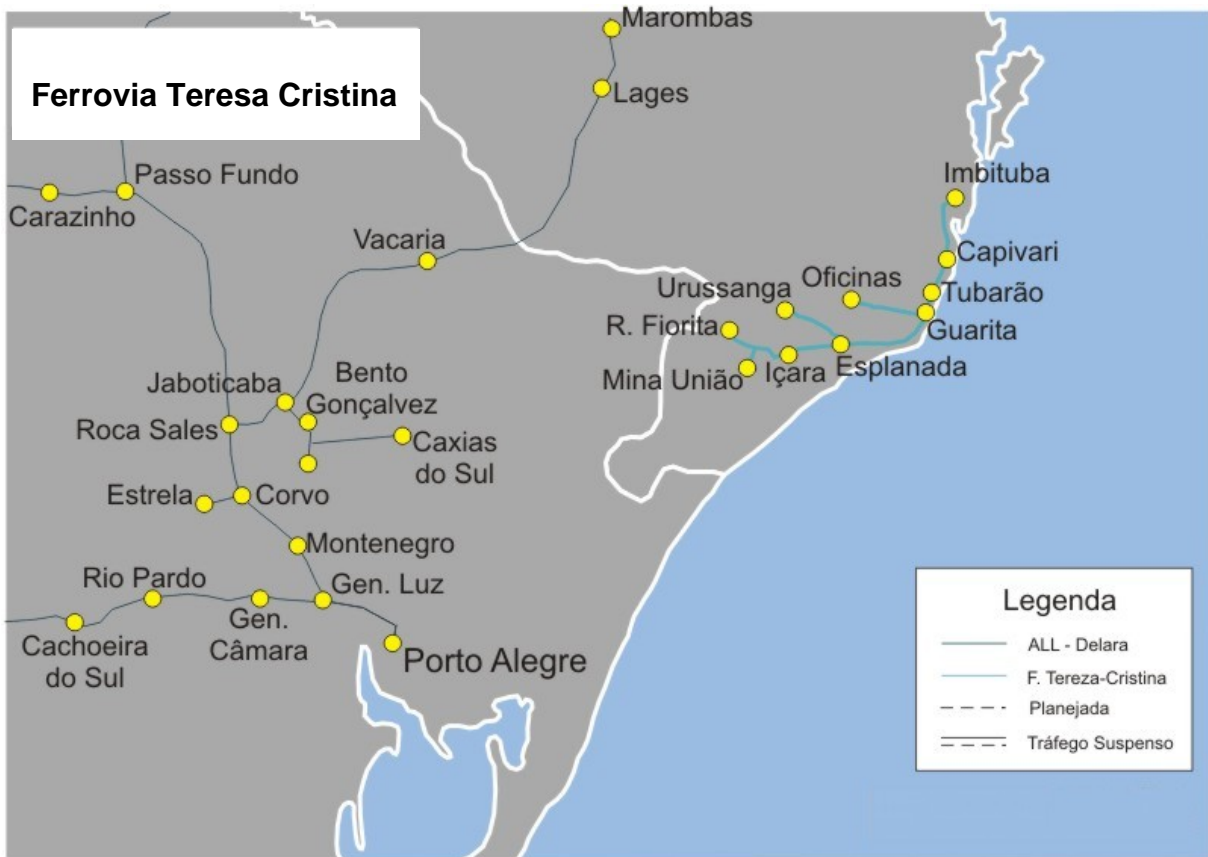 Ferrovia Teresa Cristina
Marombas
Lages
Passo Fundo
Carazinho
Vacaria
Imbituba
Capivari
Oficinas
Urussanga
Tubarão
R. Fiorita
Guarita
Mina União
Içara
Esplanada
Jaboticaba
Bento
Gonçalvez
Roca Sales
Caxias
do Sul
Estrela
Corvo
Montenegro
Rio Pardo
Gen. Luz
Cachoeira
do Sul
Gen.
Câmara
Porto Alegre
Legenda
ALL - Delara
F. Tereza-Cristina
Planejada
Tráfego Suspenso